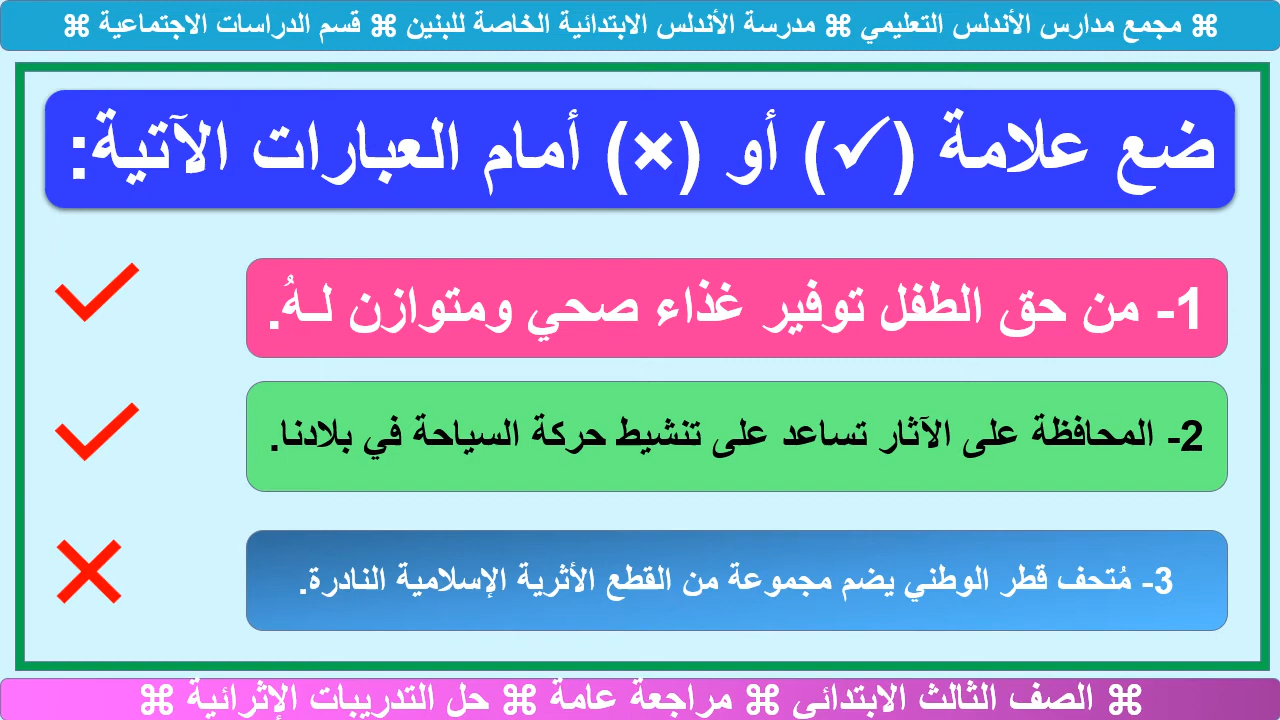 ⌘ مجمع مدارس الأندلس التعليمي ⌘ مدرسة الأندلس الابتدائية الخاصة للبنين ⌘ قسم الدراسات الاجتماعية ⌘
ضع علامة (✓) أو (×) أمام العبارات الآتية:
1- من حق الطفل توفير غذاء صحي ومتوازن لـهُ.
2- المحافظة على الآثار تساعد على تنشيط حركة السياحة في بلادنا.
3- مُتحف قطر الوطني يضم مجموعة من القطع الأثرية الإسلامية النادرة.
⌘ الصف الثالث الابتدائي ⌘ مراجعة عامة ⌘ حل التدريبات الإثرائية ⌘